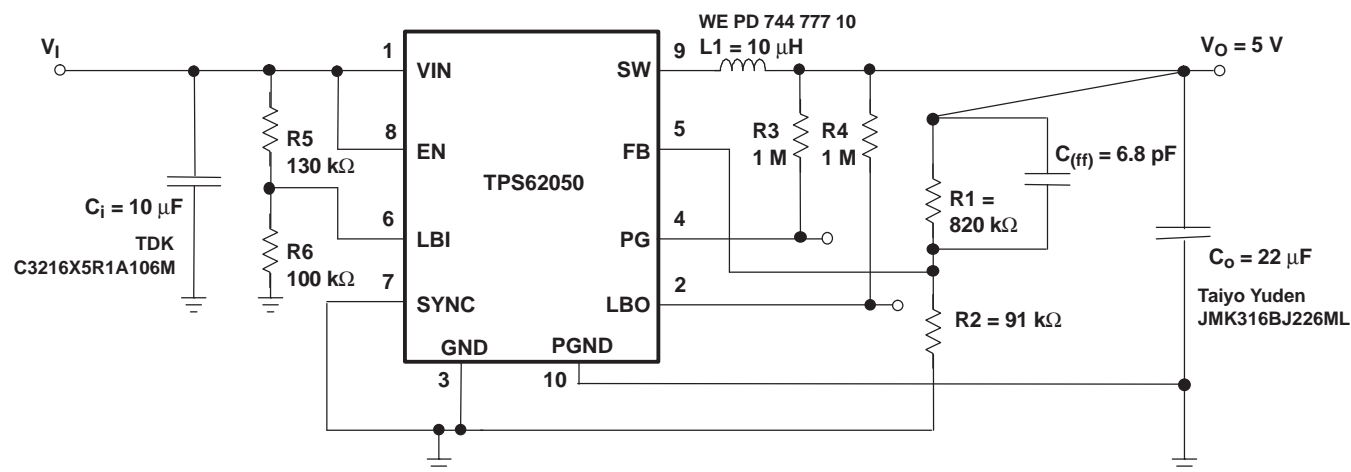 WE PD 744 777 10
L1 = 10 μH
VI
VO = 5 V
1
VIN
9
SW
R5
130 kΩ
8
EN
5
FB
R3
1 M
R4
1 M
C(ff) = 6.8 pF
TPS62050
R1 =
820 kΩ
Ci = 10 μF
TDK
C3216X5R1A106M
6
LBI
4
PG
R6
100 kΩ
7
SYNC
2
LBO
Co = 22 μF
Taiyo Yuden
JMK316BJ226ML
R2 = 91 kΩ
GND
PGND
3
10